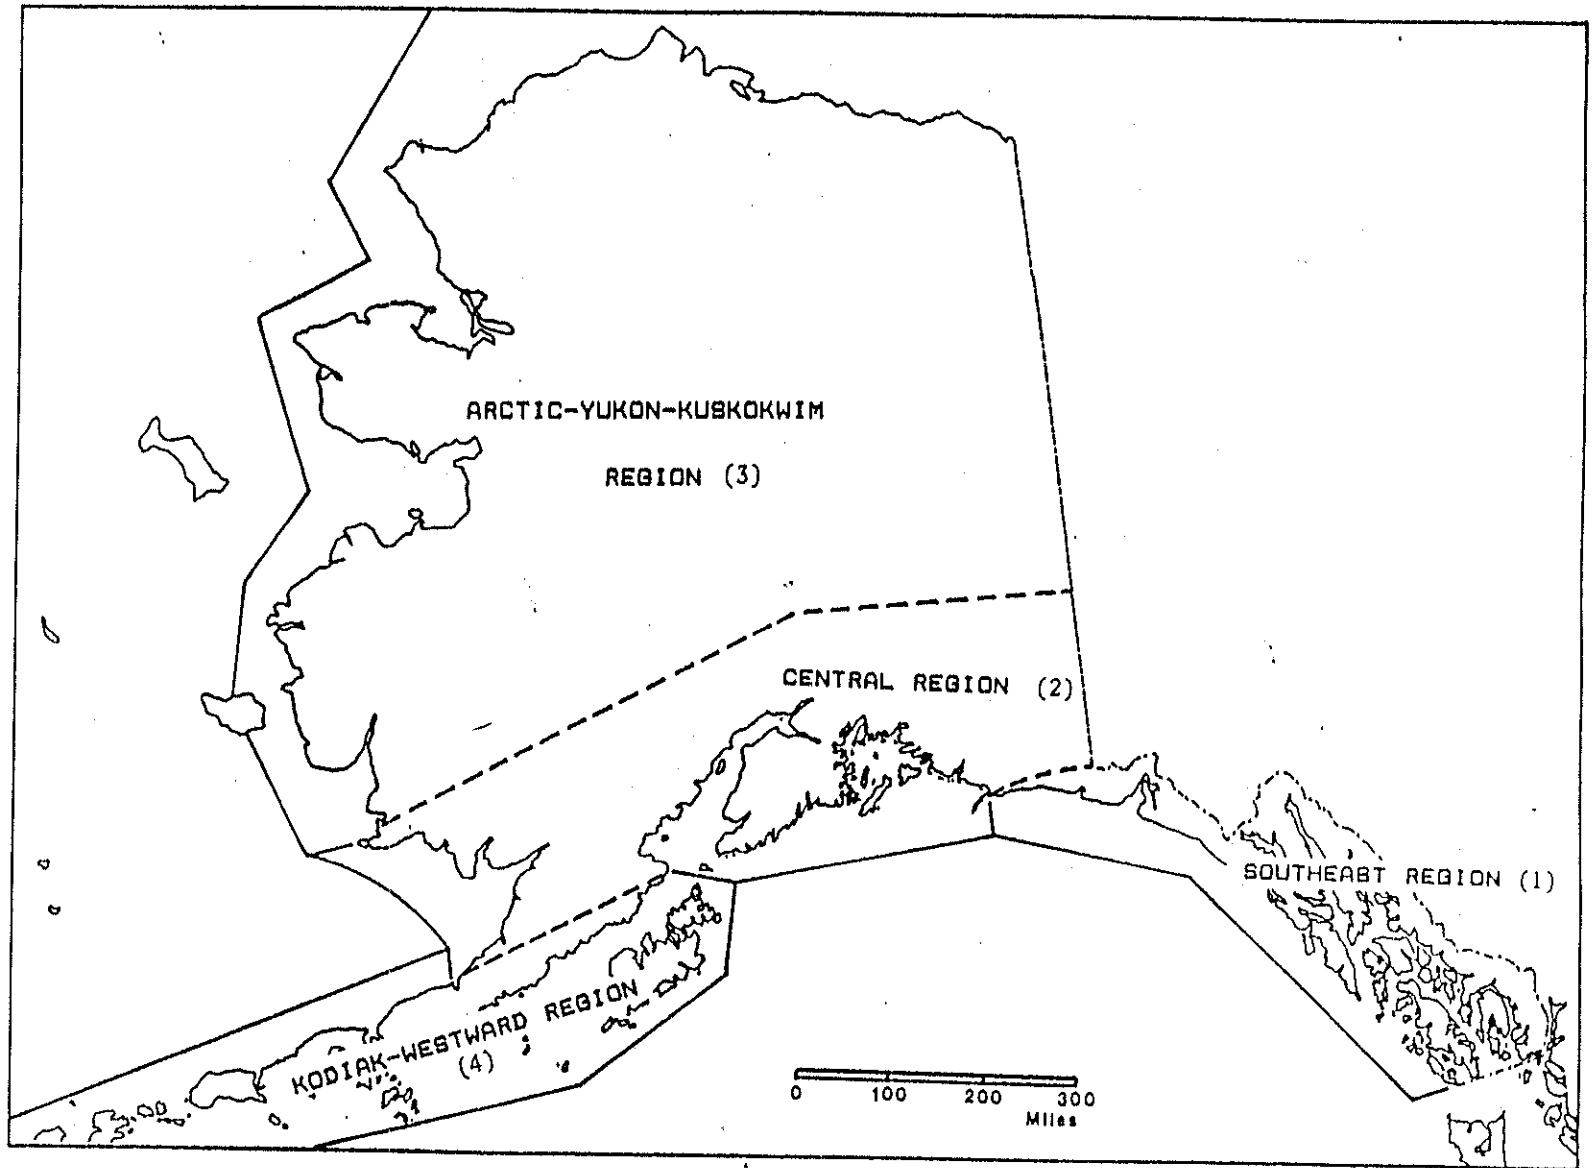 ARCTIC-YUKON-KUSKOKWIM
REGION (3)
CENTRAL REGION (2)
SOUTHEAST REGION (1)
KODIAK-WESTWARD REGION
(4)
0 100 200 300
Miles